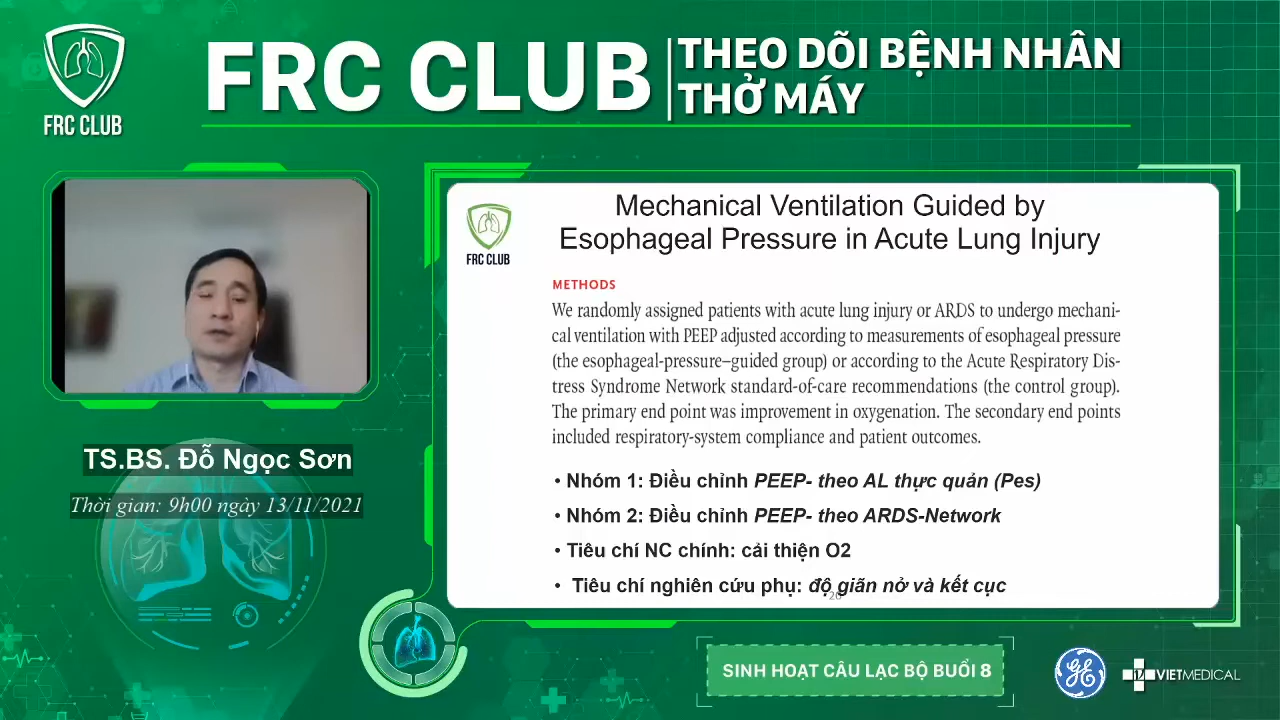 FRC CLUB
FRC CLUB
THEO DÕI BỆNH NHÂN
THỞ MÁY
TS.BS. Đỗ Ngọc Sơn
Thời gian: 9h00 ngày 13/11/2021
FRC CLUB
Mechanical Ventilation Guided by
Esophageal Pressure in Acute Lung Injury
METHODS
We randomly assigned patients with acute lung injury or ARDS to undergo mechani-
cal ventilation with PEEP adjusted according to measurements of esophageal pressure
(the esophageal-pressure–guided group) or according to the Acute Respiratory Dis-
tress Syndrome Network standard-of-care recommendations (the control group).
The primary end point was improvement in oxygenation. The secondary end points
included respiratory-system compliance and patient outcomes.
• Nhóm 1: Điều chỉnh PEEP- theo AL thực quản (Pes)
• Nhóm 2: Điều chỉnh PEEP- theo ARDS-Network
• Tiêu chí NC chính: cải thiện O2
• Tiêu chí nghiên cứu phụ: độ giãn nở và kết cục
20
SINH HOẠT CÂU LẠC BỘ BUỔI 8
GE
VIETMEDICAL